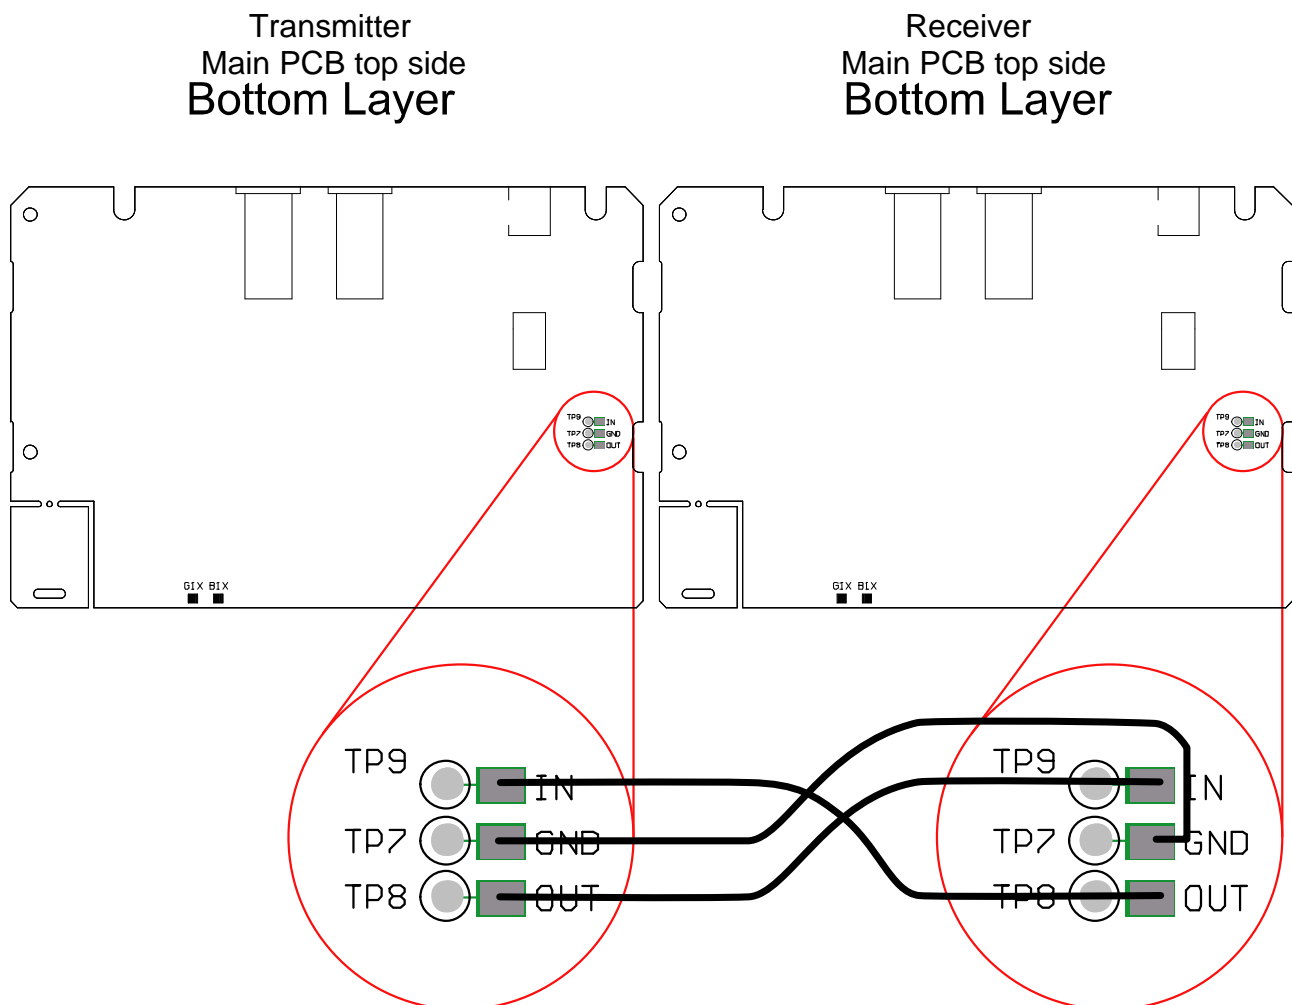 Transmitter
Main PCB top side
Bottom Layer
Receiver
Main PCB top side
Bottom Layer
TP9 IN
TP7 GND
TP8 OUT
TP9 IN
TP7 GND
TP8 OUT
GIX BIX
GIX BIX
TP9 IN
TP7 GND
TP8 OUT
TP9 IN
TP7 GND
TP8 OUT